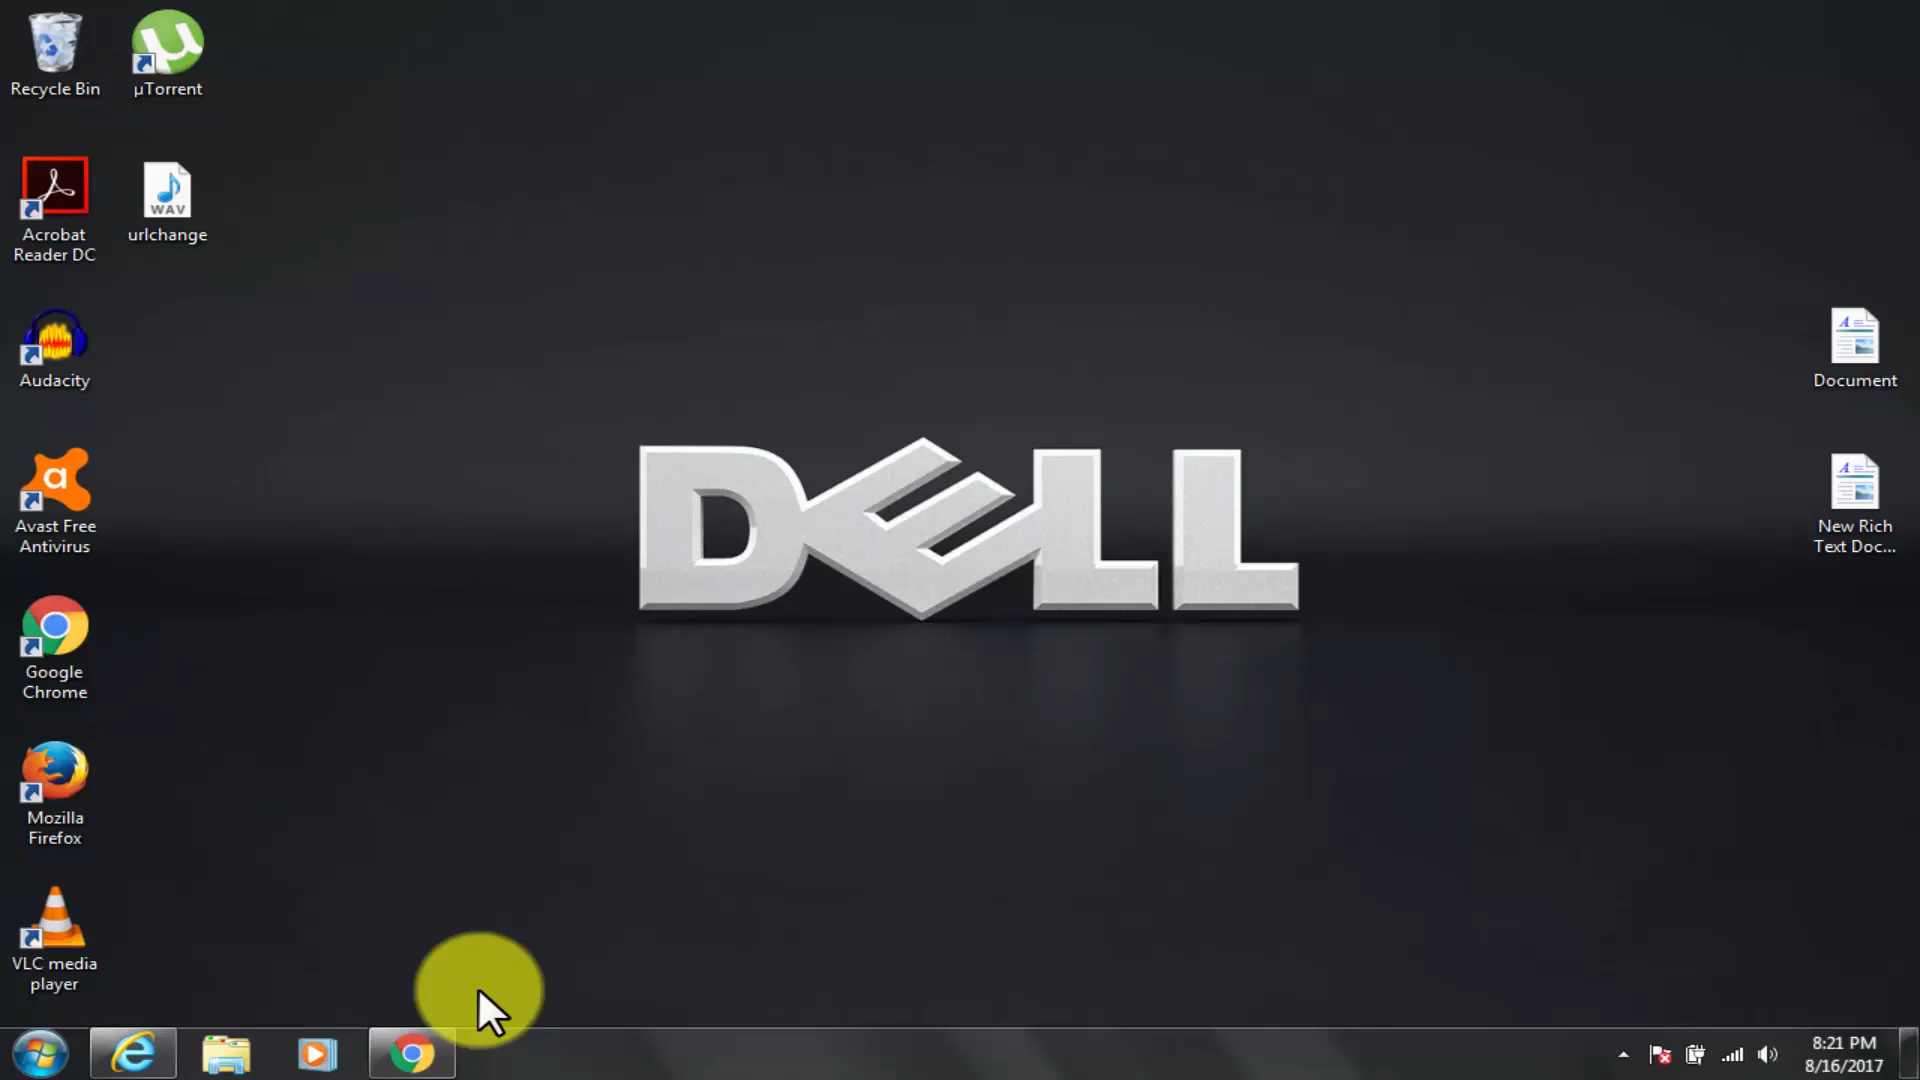 Recycle Bin
µTorrent
Acrobat
Reader DC
WAV
urlchange
Audacity
Avast Free
Antivirus
Google
Chrome
Mozilla
Firefox
VLC media
player
DELL
Document
New Rich
Text Doc...
8:21 PM
8/16/2017